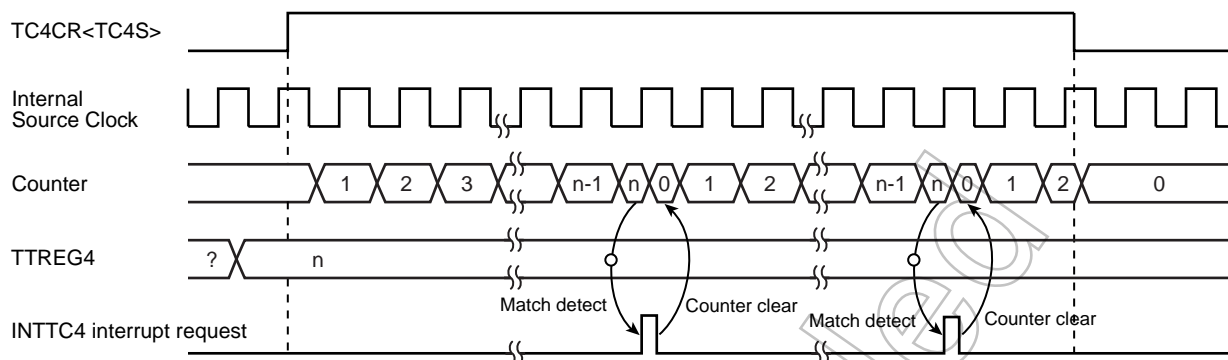 TC4CR<TC4S>
Internal
Source Clock
Counter
1 2 3 n-1 n 0 1 2 n-1 n 0 1 2 0
TTREG4
? n
Match detect Counter clear Match detect Counter clear
INTTC4 interrupt request